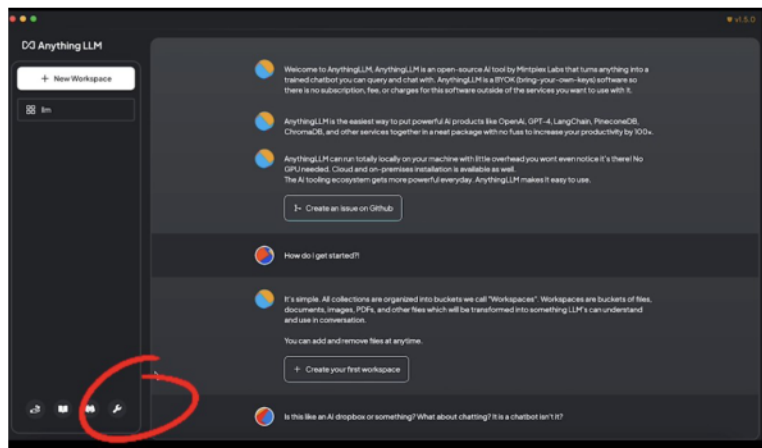 v1.5.0
Anything LLM
+ New Workspace
llm
Welcome to AnythingLLM, AnythingLLM is an open-source AI tool by Mintplex Labs that turns anything into a
trained chatbot you can query and chat with. AnythingLLM is a BYOK (bring-your-own-keys) software so
there is no subscription, fee, or charges for this software outside of the services you want to use with it.
AnythingLLM is the easiest way to put powerful AI products like OpenAi, GPT-4, LangChain, PineconeDB,
ChromaDB, and other services together in a neat package with no fuss to increase your productivity by 100x.
AnythingLLM can run totally locally on your machine with little overhead you wont even notice it's there! No
GPU needed. Cloud and on-premises installation is available as well.
The AI tooling ecosystem gets more powerful everyday. AnythingLLM makes it easy to use.
Create an issue on Github
How do I get started?!
It's simple. All collections are organized into buckets we call "Workspaces". Workspaces are buckets of files,
documents, images, PDFs, and other files which will be transformed into something LLM's can understand
and use in conversation.
You can add and remove files at anytime.
+ Create your first workspace
Is this like an AI dropbox or something? What about chatting? It is a chatbot isn't it?